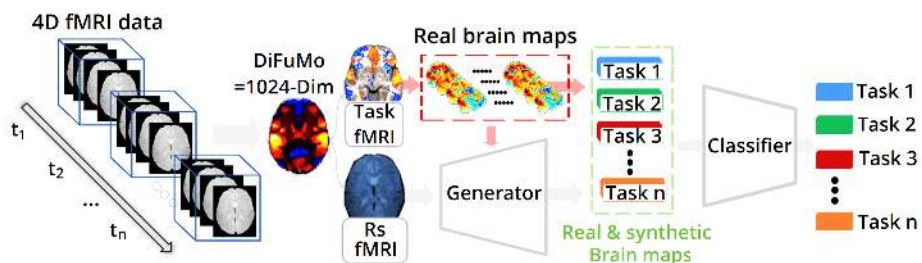 4D fMRI data
t1
t2
...
tn
DiFuMo
=1024-Dim
Task
fMRI
Rs
fMRI
Real brain maps
Generator
Task 1
Task 2
Task 3
Task n
Real & synthetic
Brain maps
Classifier
Task 1
Task 2
Task 3
Task n